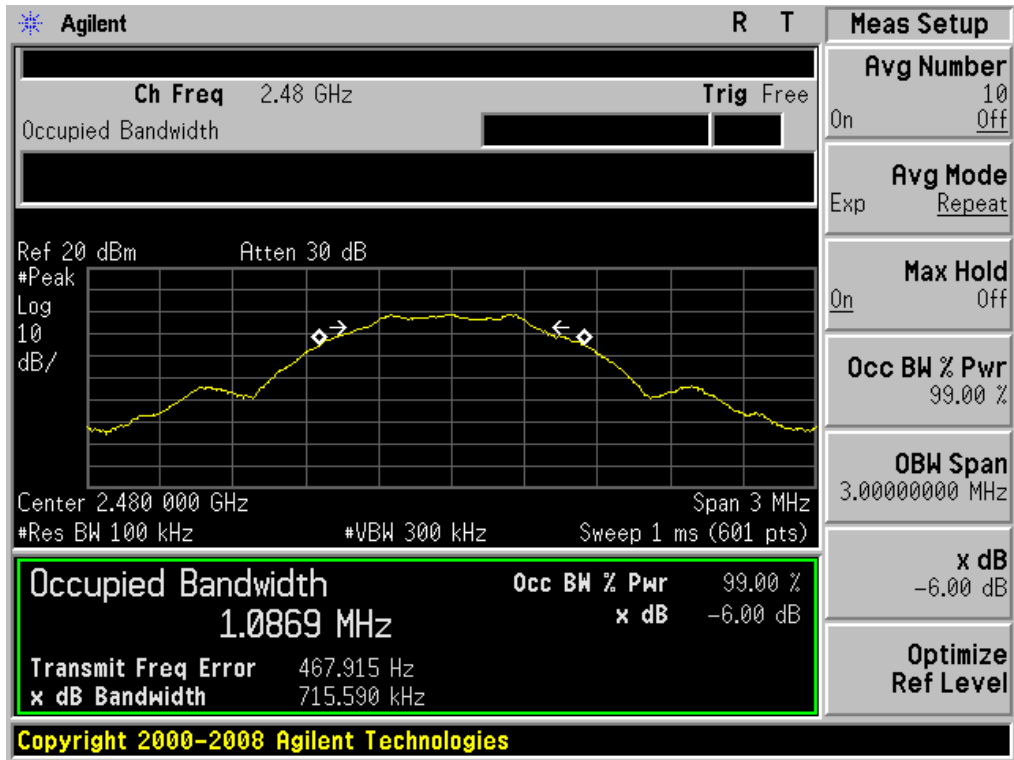 Agilent R T
Ch Freq 2.48 GHz Trig Free
Occupied Bandwidth
Ref 20 dBm Atten 30 dB
#Peak
Log
10
dB/
Center 2.480 000 GHz Span 3 MHz
#Res BW 100 kHz #VBW 300 kHz Sweep 1 ms (601 pts)
Occupied Bandwidth Occ BW % Pwr 99.00 %
1.0869 MHz x dB -6.00 dB
Transmit Freq Error 467.915 Hz
x dB Bandwidth 715.590 kHz
Copyright 2000-2008 Agilent Technologies
Meas Setup
Avg Number
10
On Off
Avg Mode
Exp Repeat
Max Hold
On Off
Occ BW % Pwr
99.00 %
OBW Span
3.00000000 MHz
x dB
-6.00 dB
Optimize
Ref Level